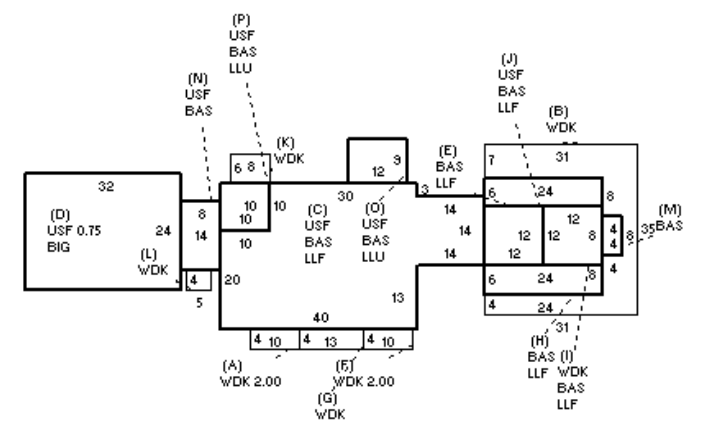 (P)
USF
BAS
LLU
(N)
USF
BAS
(K)
WDK
(J)
USF
BAS
LLF
(B)
WDK
(E)
BAS
LLF
(M)
BAS
(D)
USF 0.75
BIG
(L)
WDK
(C)
USF
BAS
LLF
(O)
USF
BAS
LLU
32
24
8
14
4
5
6 8
10
10
10
10
20
30
12
9
3
14
14
14
13
40
7
31
6
24
8
12
12
12
12
8
4
4
8
35
4
6
24
8
4
24
31
4 10
4 13
4 10
(A)
WDK 2.00
WDK 2.00
(G)
WDK
(H)
BAS
LLF
(I)
WDK
BAS
LLF